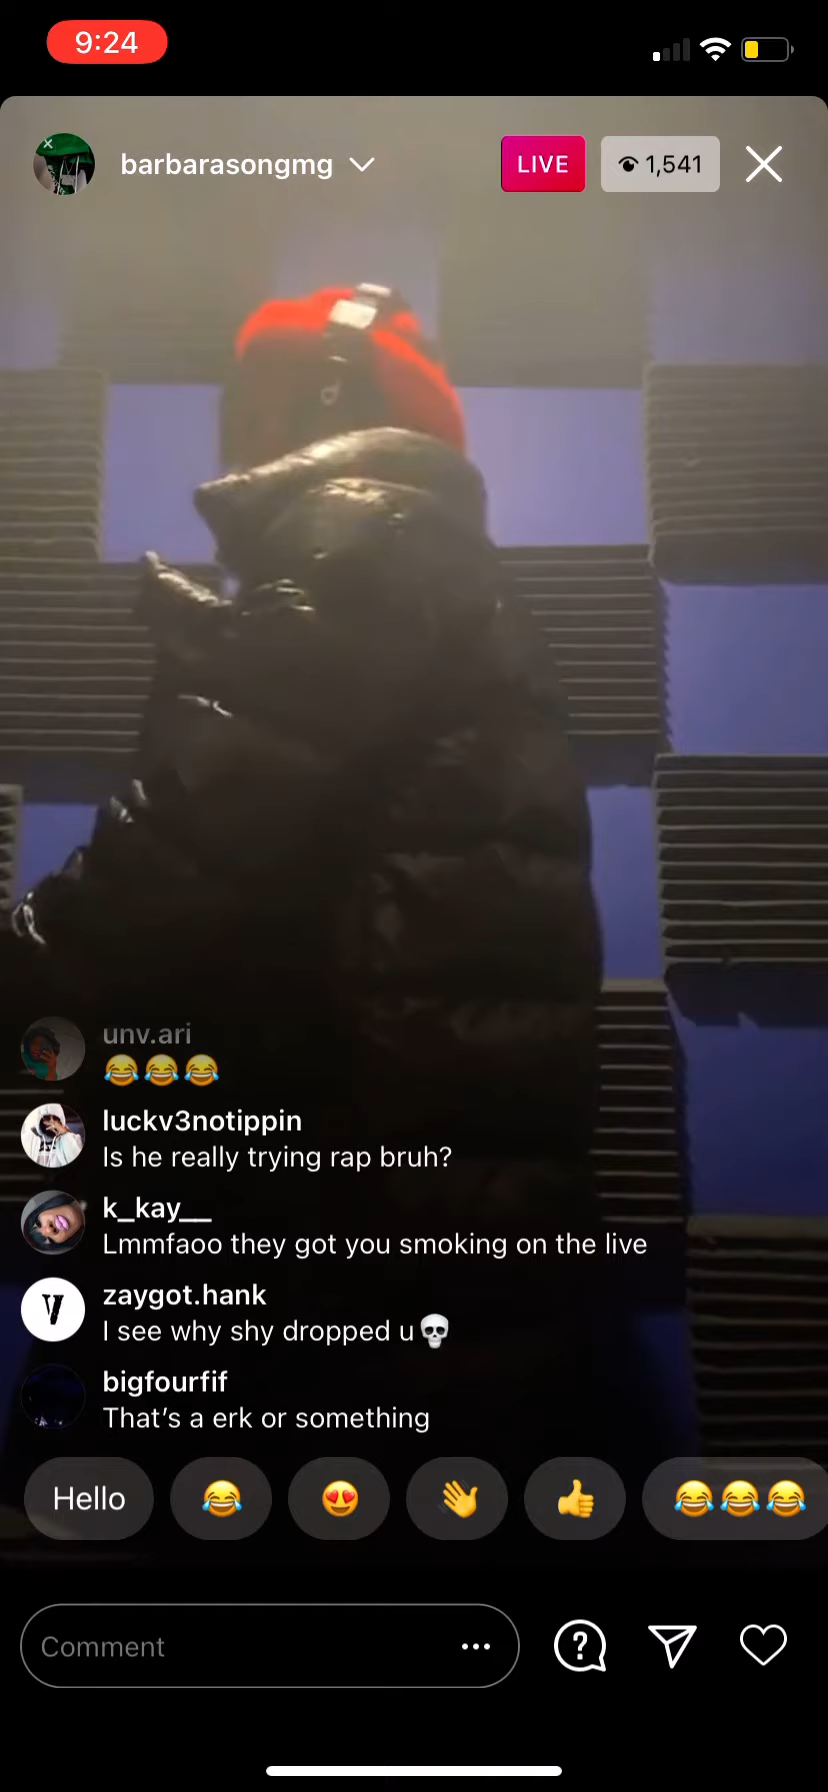 9:24
barbarasongmg
LIVE
1,541
unv.ari
😂😂😂
luckv3notippin
Is he really trying rap bruh?
k_kay__
Lmmfaoo they got you smoking on the live
zaygot.hank
I see why shy dropped u💀
bigfourfif
That's a erk or something
Hello 😂 😍 👋 👍 😂😂😂
Comment